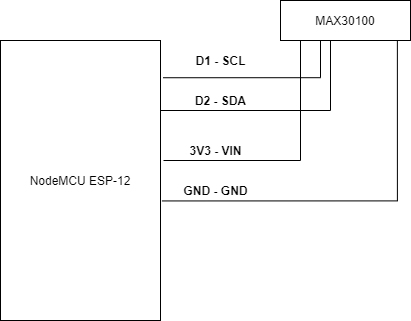 MAX30100
D1 - SCL
D2 - SDA
3V3 - VIN
NodeMCU ESP-12
GND - GND